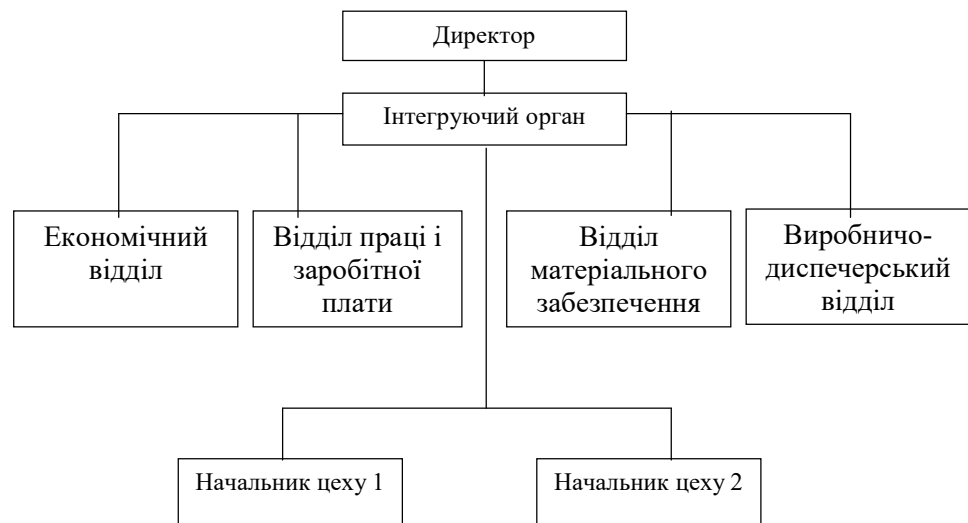 Директор
Інтегруючий орган
Економічний
відділ
Відділ праці і
заробітної
плати
Відділ
матеріального
забезпечення
Виробничо-
диспечерський
відділ
Начальник цеху 1
Начальник цеху 2